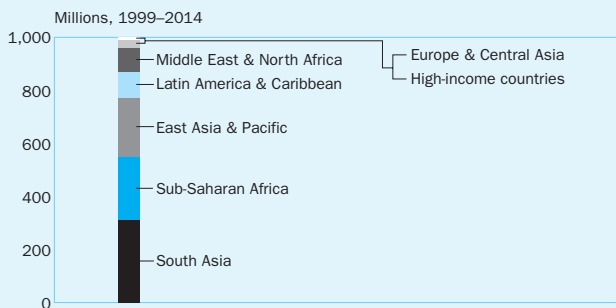 Millions, 1999–2014
1,000
Europe & Central Asia
Middle East & North Africa
High-income countries
800
Latin America & Caribbean
600
East Asia & Pacific
400
Sub-Saharan Africa
200
South Asia
0